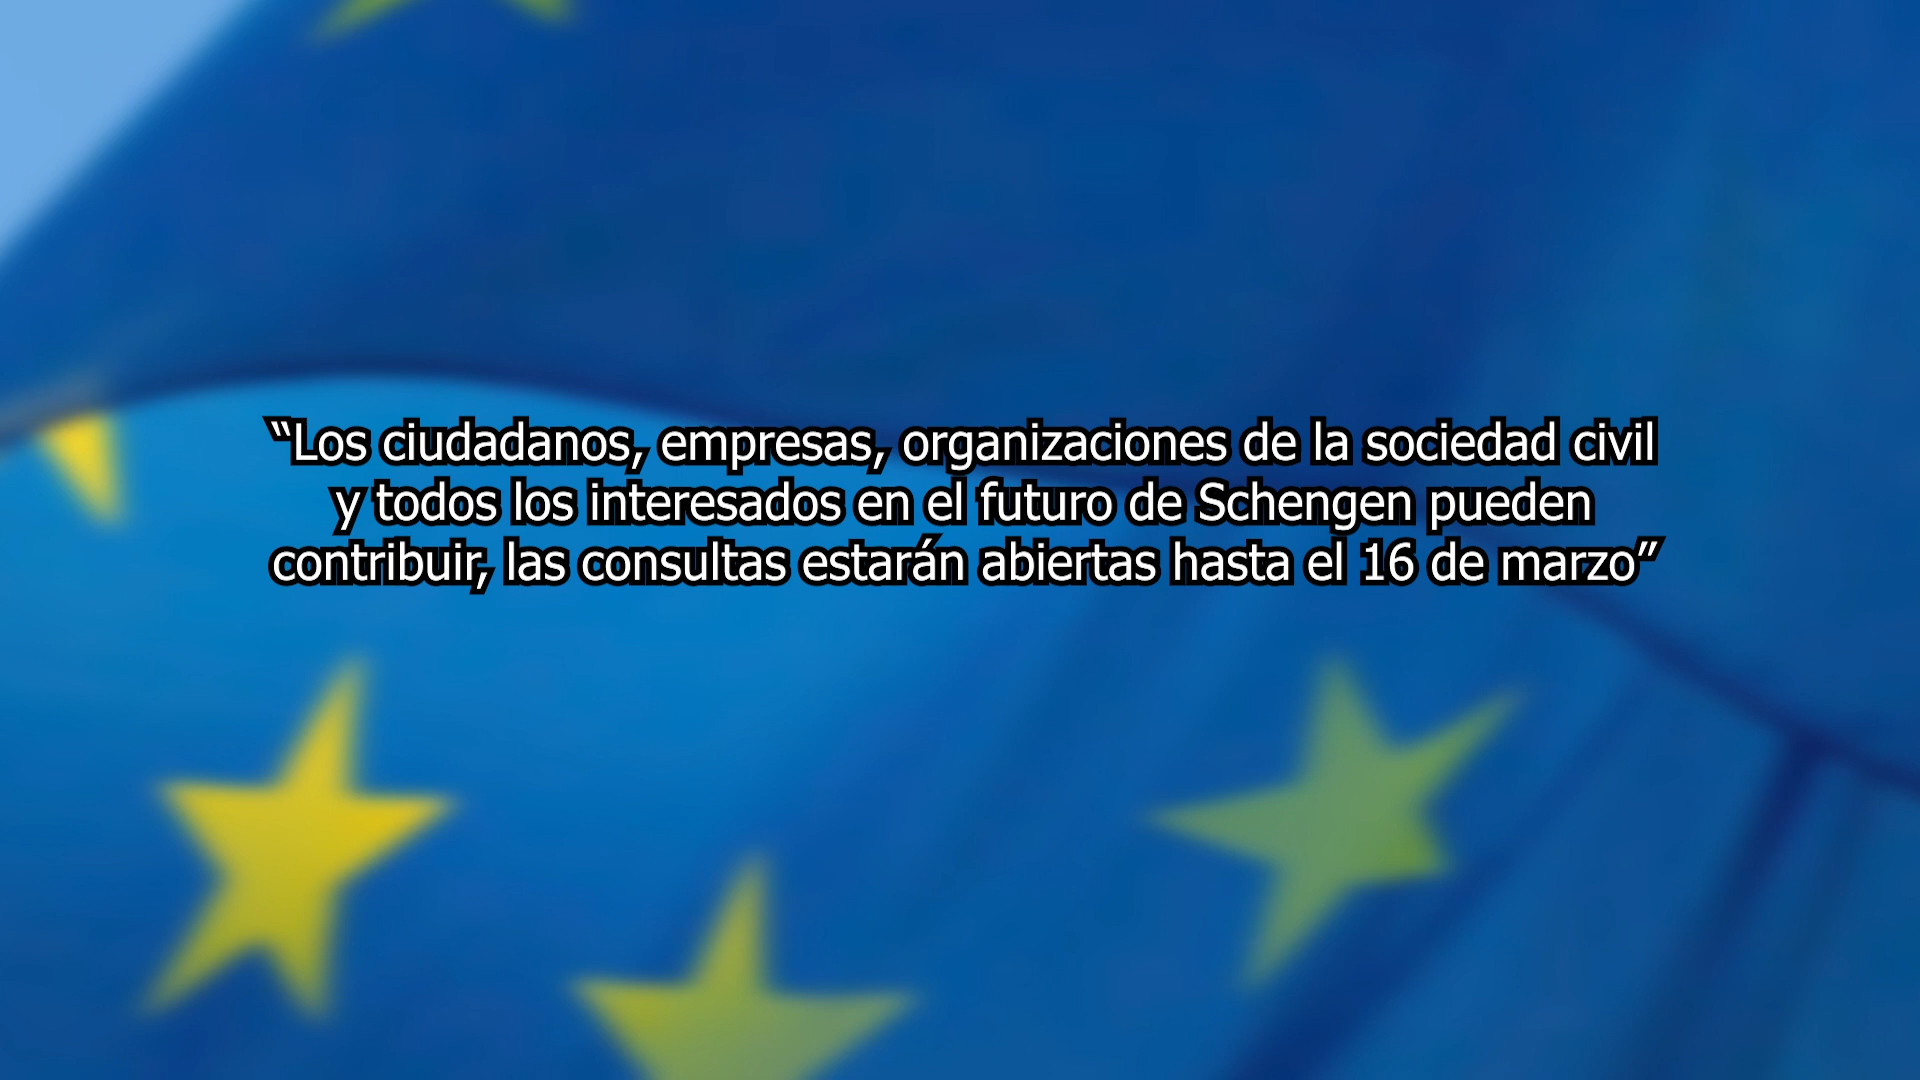 “Los ciudadanos, empresas, organizaciones de la sociedad civil
y todos los interesados en el futuro de Schengen pueden
contribuir, las consultas estarán abiertas hasta el 16 de marzo”